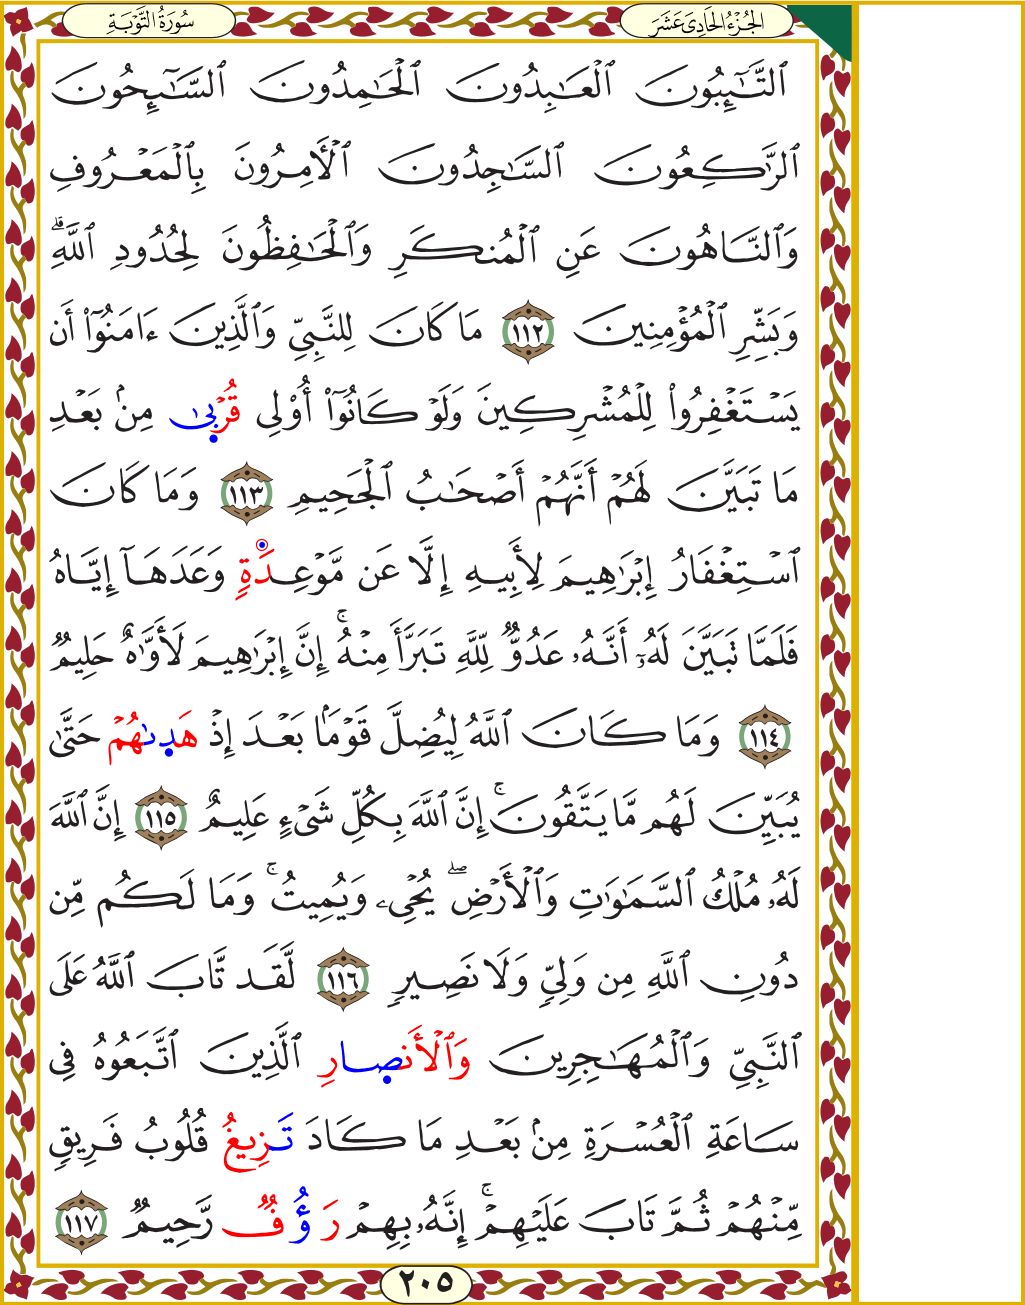 الجُزْءُ الحَادِىَ عَشَرَ
سُورَةُ التَّوْبَةِ
ٱلتَّـٰٓئِبُونَ ٱلْعَـٰبِدُونَ ٱلْحَـٰمِدُونَ ٱلسَّـٰٓئِحُونَ
ٱلرَّٰكِعُونَ ٱلسَّـٰجِدُونَ ٱلْـَٔامِرُونَ بِٱلْمَعْرُوفِ
وَٱلنَّاهُونَ عَنِ ٱلْمُنكَرِ وَٱلْحَـٰفِظُونَ لِحُدُودِ ٱللَّهِ ۗ
وَبَشِّرِ ٱلْمُؤْمِنِينَ ١١٢ مَا كَانَ لِلنَّبِىِّ وَٱلَّذِينَ ءَامَنُوٓا۟ أَن
يَسْتَغْفِرُوا۟ لِلْمُشْرِكِينَ وَلَوْ كَانُوٓا۟ أُو۟لِى قُرْبَىٰ مِنۢ بَعْدِ
مَا تَبَيَّنَ لَهُمْ أَنَّهُمْ أَصْحَـٰبُ ٱلْجَحِيمِ ١١٣ وَمَا كَانَ
ٱسْتِغْفَارُ إِبْرَٰهِيمَ لِأَبِيهِ إِلَّا عَن مَّوْعِدَةٍ وَعَدَهَآ إِيَّاهُ
فَلَمَّا تَبَيَّنَ لَهُۥٓ أَنَّهُۥ عَدُوٌّ لِّلَّهِ تَبَرَّأَ مِنْهُ ۚ إِنَّ إِبْرَٰهِيمَ لَأَوَّٰهٌ حَلِيمٌ
١١٤ وَمَا كَانَ ٱللَّهُ لِيُضِلَّ قَوْمًۢا بَعْدَ إِذْ هَدَىٰهُمْ حَتَّىٰ
يُبَيِّنَ لَهُم مَّا يَتَّقُونَ ۚ إِنَّ ٱللَّهَ بِكُلِّ شَىْءٍ عَلِيمٌ ١١٥ إِنَّ ٱللَّهَ
لَهُۥ مُلْكُ ٱلسَّمَـٰوَٰتِ وَٱلْأَرْضِ ۖ يُحْىِۦ وَيُمِيتُ ۚ وَمَا لَكُم مِّن
دُونِ ٱللَّهِ مِن وَلِىٍّ وَلَا نَصِيرٍ ١١٦ لَّقَد تَّابَ ٱللَّهُ عَلَى
ٱلنَّبِىِّ وَٱلْمُهَـٰجِرِينَ وَٱلْأَنصَارِ ٱلَّذِينَ ٱتَّبَعُوهُ فِى
سَاعَةِ ٱلْعُسْرَةِ مِنۢ بَعْدِ مَا كَادَ تَزِيغُ قُلُوبُ فَرِيقٍ
مِّنْهُمْ ثُمَّ تَابَ عَلَيْهِمْ ۚ إِنَّهُۥ بِهِمْ رَؤُفٌ رَّحِيمٌ ١١٧
٢٠٥